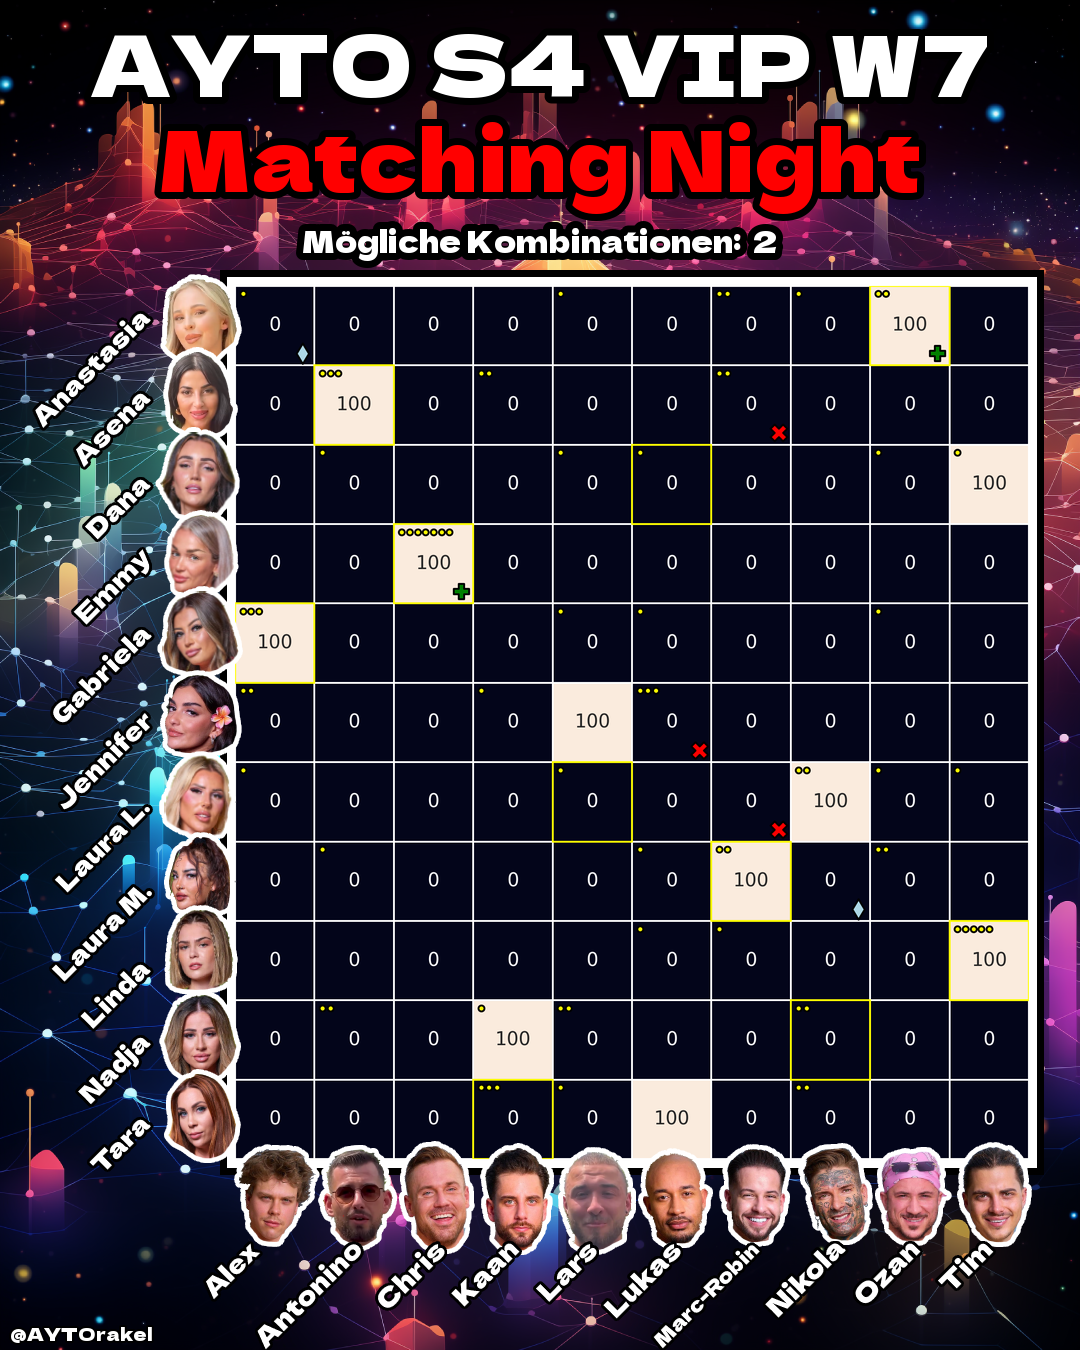 AYTO S4 VIP W7
Matching Night
Mögliche Kombinationen: 2
Anastasia 0 0 0 0 0 0 0 0 100 0
Asena 0 100 0 0 0 0 0 0 0 0
Dana 0 0 0 0 0 0 0 0 0 100
Emmy 0 0 100 0 0 0 0 0 0 0
Gabriela 100 0 0 0 0 0 0 0 0 0
Jennifer 0 0 0 0 100 0 0 0 0 0
Laura L. 0 0 0 0 0 0 0 100 0 0
Laura M. 0 0 0 0 0 0 100 0 0 0
Linda 0 0 0 0 0 0 0 0 0 100
Nadja 0 0 0 100 0 0 0 0 0 0
Tara 0 0 0 0 0 100 0 0 0 0
Alex Antonino Chris Kaan Lars Lukas Marc-Robin Nikola Ozan Tim
@AYTOrakel